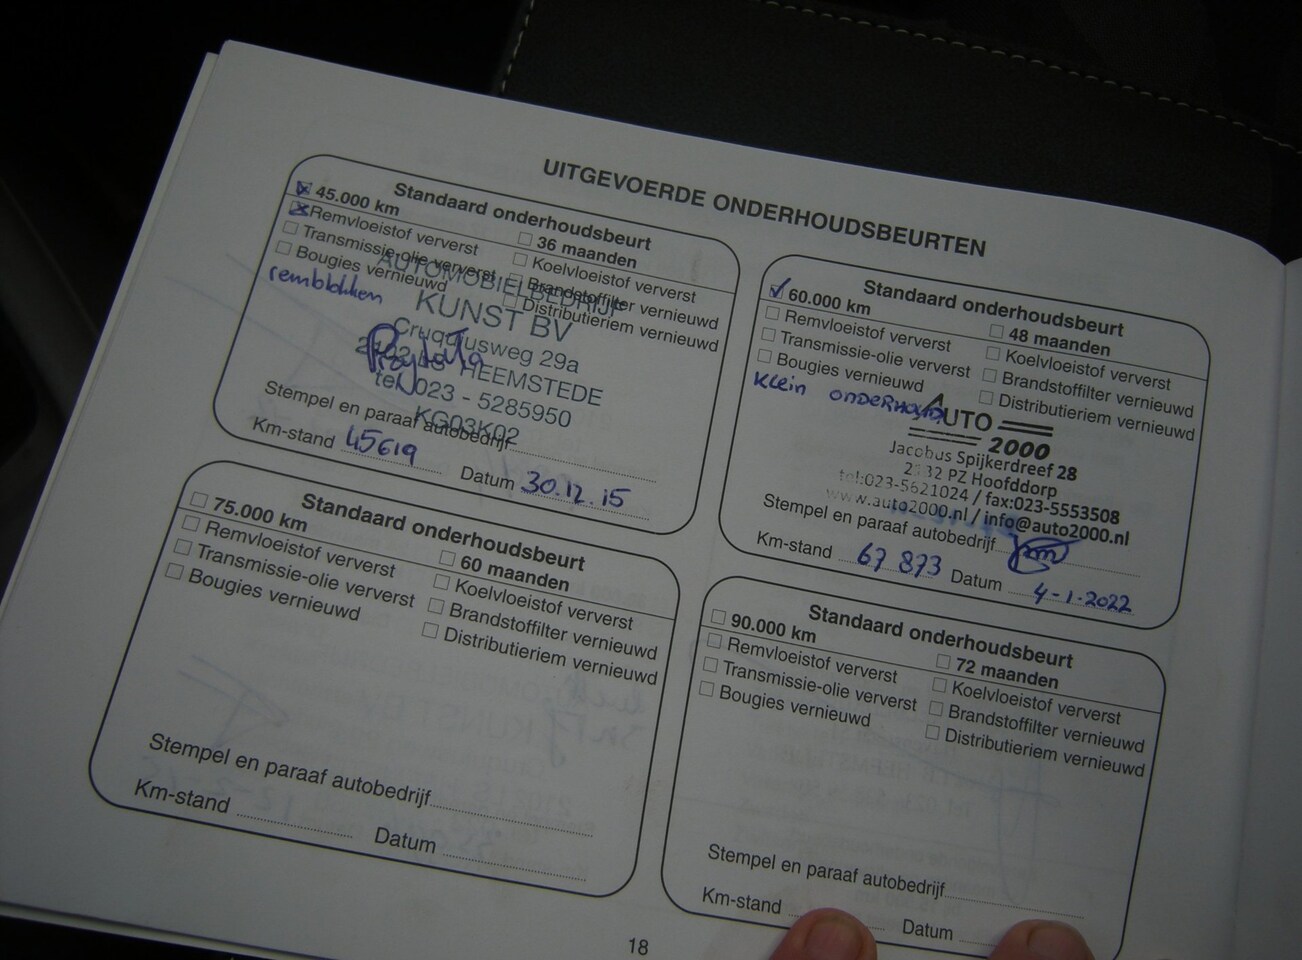 UITGEVOERDE ONDERHOUDSBEURTEN
Standaard onderhoudsbeurt
45.000 km
36 maanden
Remvloeistof ververst
Transmissie-olie ververst
Bougies vernieuwd
Koelvloeistof ververst
Brandstoffilter vernieuwd
Distributieriem vernieuwd
remblokken
AUTOMOBIELBEDRIJF
KUNST BV
Cruquiusweg 29a
HEEMSTEDE
tel. 023 - 5285950
KG03K02
Stempel en paraaf autobedrijf
Km-stand 45619
Datum 30.12.15
Standaard onderhoudsbeurt
60.000 km
48 maanden
Remvloeistof ververst
Transmissie-olie ververst
Bougies vernieuwd
Koelvloeistof ververst
Brandstoffilter vernieuwd
Distributieriem vernieuwd
Klein onderhoud
AUTO
2000
Jacobus Spijkerdreef 28
2132 PZ Hoofddorp
tel:023-5621024 / fax:023-5553508
www.auto2000.nl / info@auto2000.nl
Stempel en paraaf autobedrijf
Km-stand 67 873
Datum 4-1-2022
Standaard onderhoudsbeurt
75.000 km
60 maanden
Remvloeistof ververst
Transmissie-olie ververst
Bougies vernieuwd
Koelvloeistof ververst
Brandstoffilter vernieuwd
Distributieriem vernieuwd
Stempel en paraaf autobedrijf
Km-stand
Datum
Standaard onderhoudsbeurt
90.000 km
72 maanden
Remvloeistof ververst
Transmissie-olie ververst
Bougies vernieuwd
Koelvloeistof ververst
Brandstoffilter vernieuwd
Distributieriem vernieuwd
Stempel en paraaf autobedrijf
Km-stand
Datum
18